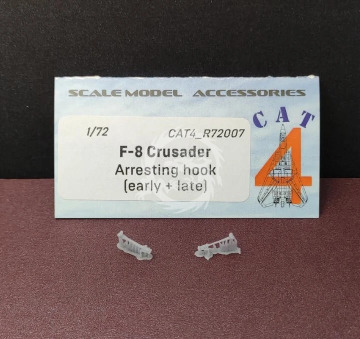 SCALE MODEL ACCESSORIES
1/72 CAT4_R72007
F-8 Crusader
Arresting hook
(early + late)
CAT
4